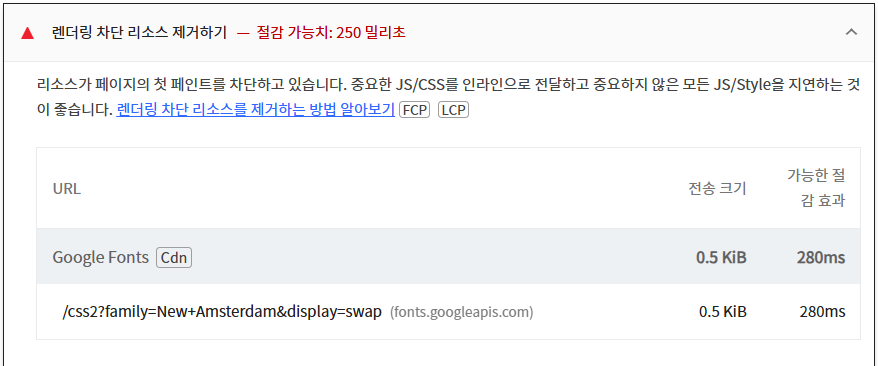 렌더링 차단 리소스 제거하기 — 절감 가능치: 250 밀리초
리소스가 페이지의 첫 페인트를 차단하고 있습니다. 중요한 JS/CSS를 인라인으로 전달하고 중요하지 않은 모든 JS/Style을 지연하는 것
이 좋습니다. 렌더링 차단 리소스를 제거하는 방법 알아보기 FCP LCP
URL 전송 크기 가능한 절
감 효과
Google Fonts Cdn 0.5 KiB 280ms
/css2?family=New+Amsterdam&display=swap (fonts.googleapis.com) 0.5 KiB 280ms